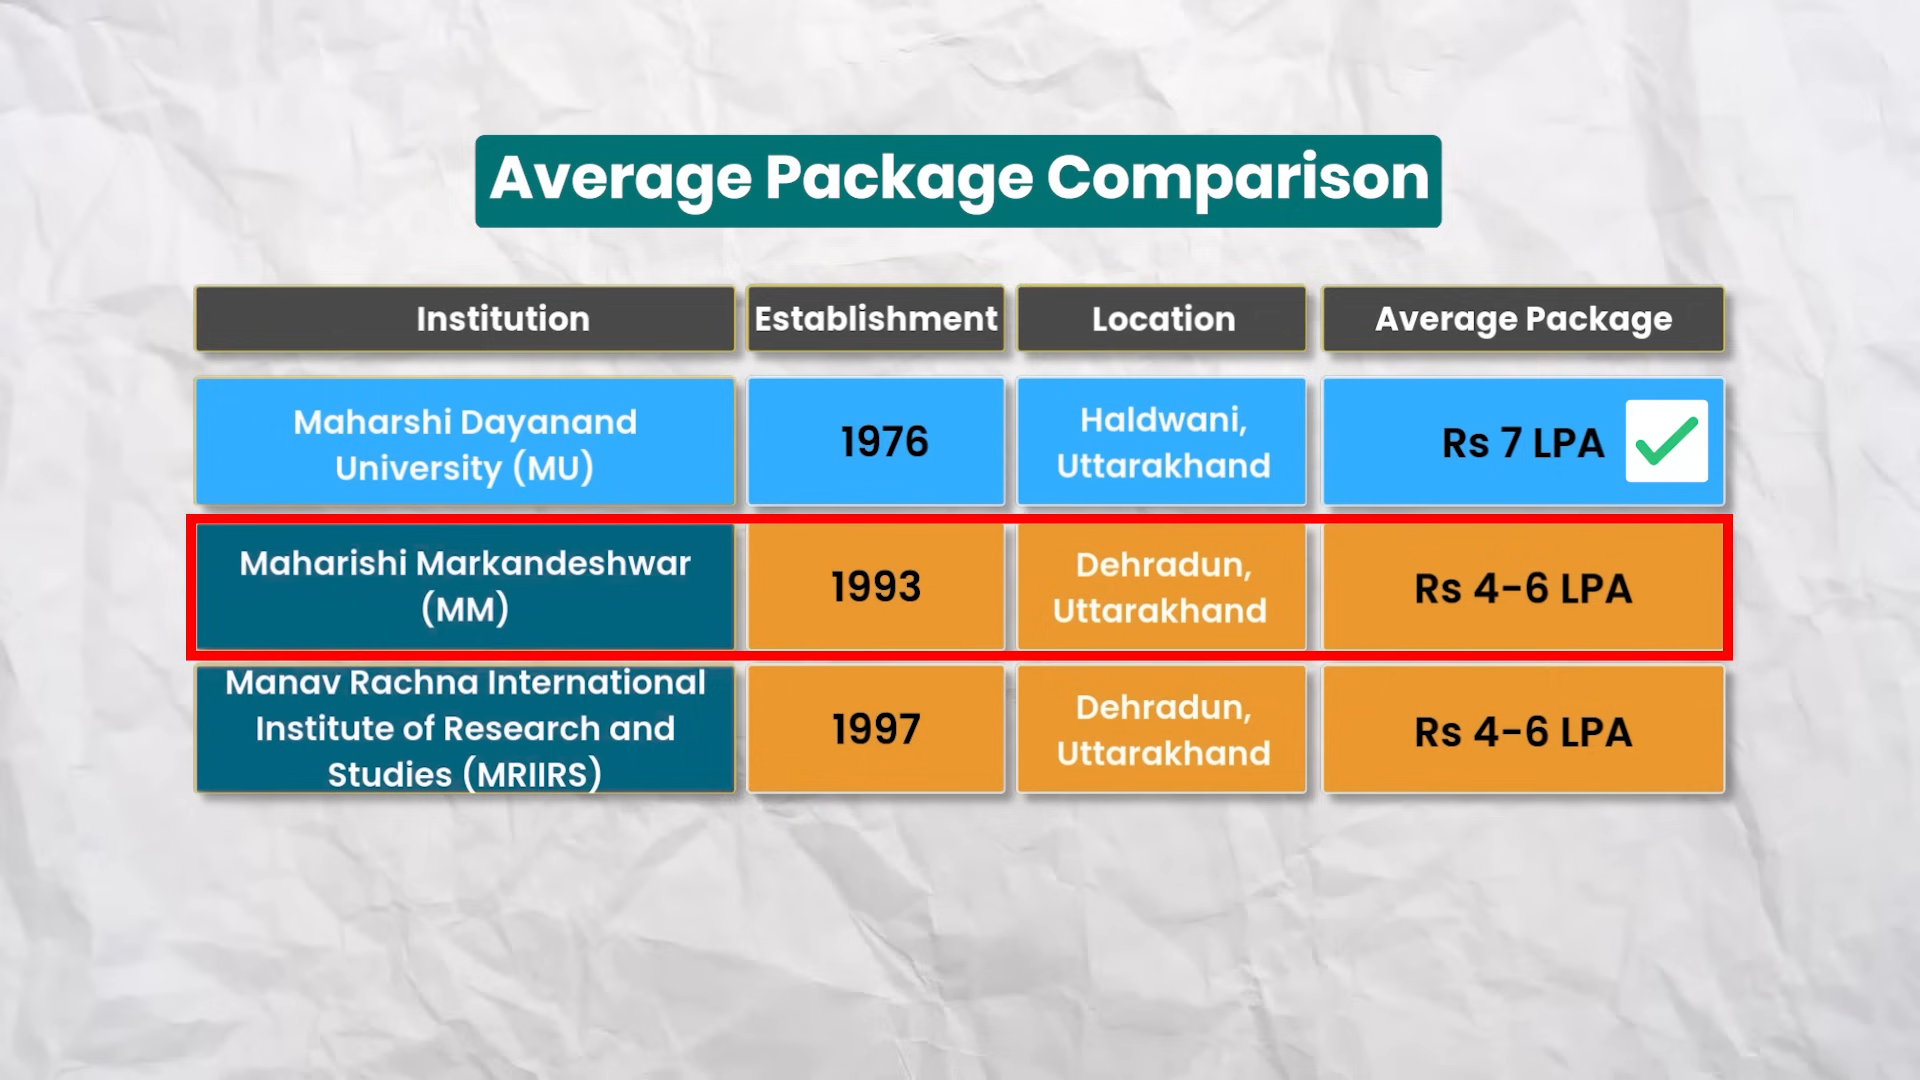 Average Package Comparison
Institution
Establishment
Location
Average Package
Maharshi Dayanand
University (MU)
1976
Haldwani,
Uttarakhand
Rs 7 LPA
Maharishi Markandeshwar
(MM)
1993
Dehradun,
Uttarakhand
Rs 4-6 LPA
Manav Rachna International
Institute of Research and
Studies (MRIIRS)
1997
Dehradun,
Uttarakhand
Rs 4-6 LPA